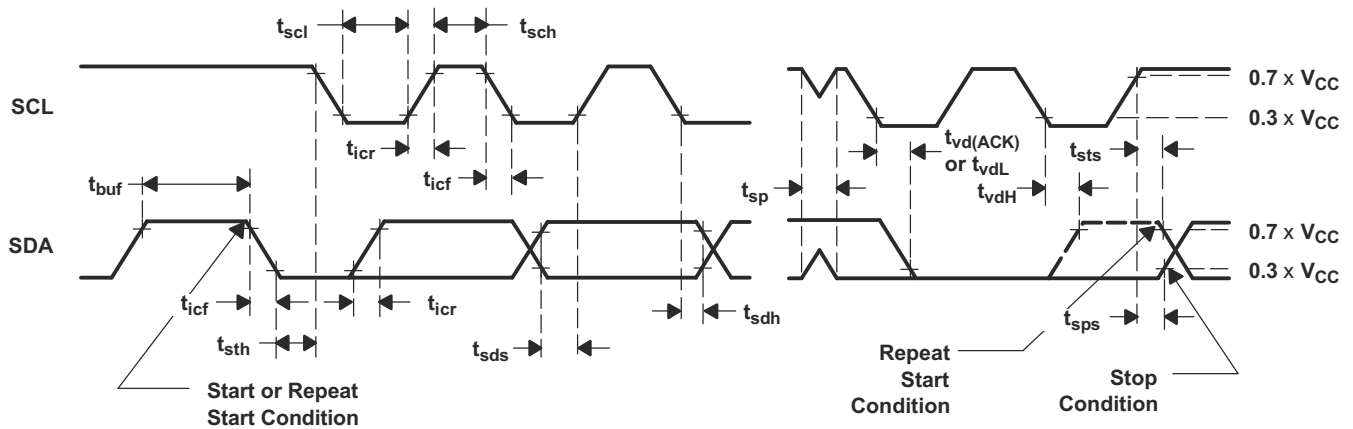 tscl
tsch
SCL
0.7 x VCC
0.3 x VCC
ticr
ticf
tvd(ACK)
or tvdL
tvdH
tsts
tbuf
tsp
SDA
0.7 x VCC
0.3 x VCC
ticf
ticr
tsth
tsds
tsdh
tsps
Start or Repeat
Start Condition
Repeat
Start
Condition
Stop
Condition